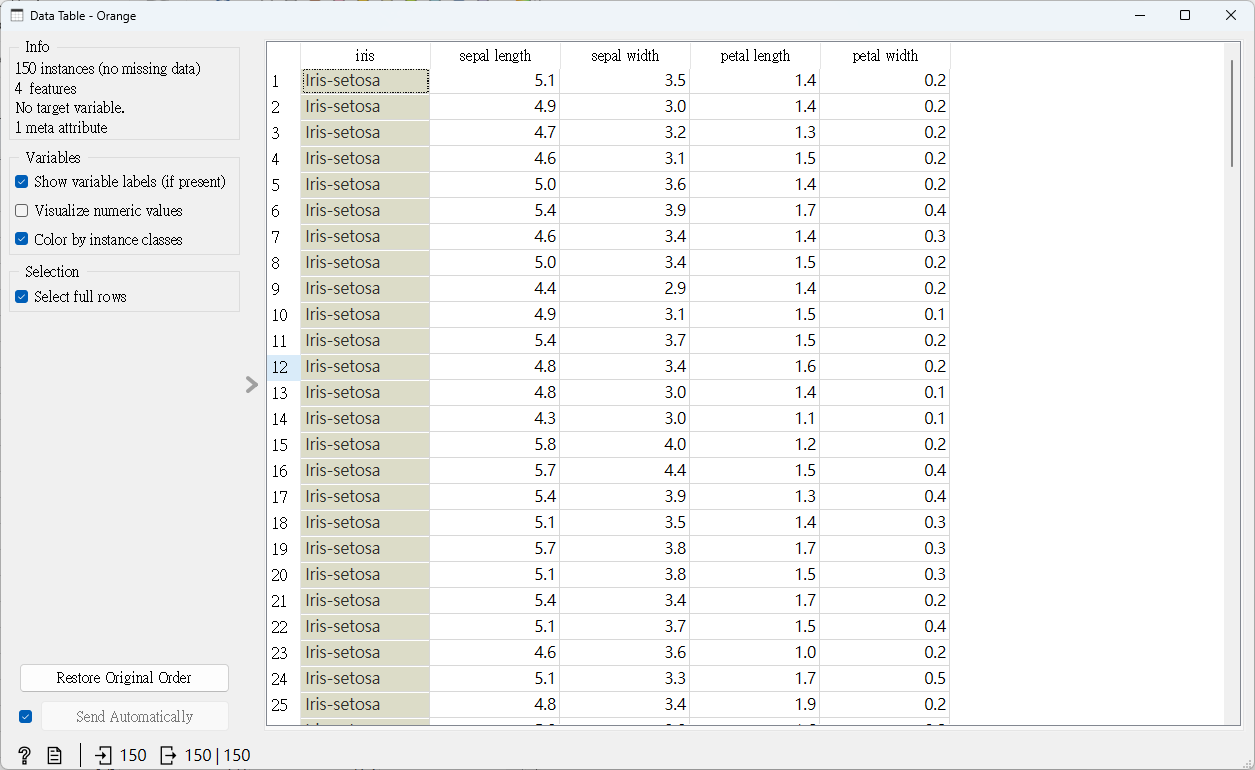 Data Table - Orange
Info
150 instances (no missing data)
4 features
No target variable.
1 meta attribute
Variables
Show variable labels (if present)
Visualize numeric values
Color by instance classes
Selection
Select full rows
Restore Original Order
Send Automatically
150 150 | 150
iris sepal length sepal width petal length petal width
1 Iris-setosa 5.1 3.5 1.4 0.2
2 Iris-setosa 4.9 3.0 1.4 0.2
3 Iris-setosa 4.7 3.2 1.3 0.2
4 Iris-setosa 4.6 3.1 1.5 0.2
5 Iris-setosa 5.0 3.6 1.4 0.2
6 Iris-setosa 5.4 3.9 1.7 0.4
7 Iris-setosa 4.6 3.4 1.4 0.3
8 Iris-setosa 5.0 3.4 1.5 0.2
9 Iris-setosa 4.4 2.9 1.4 0.2
10 Iris-setosa 4.9 3.1 1.5 0.1
11 Iris-setosa 5.4 3.7 1.5 0.2
12 Iris-setosa 4.8 3.4 1.6 0.2
13 Iris-setosa 4.8 3.0 1.4 0.1
14 Iris-setosa 4.3 3.0 1.1 0.1
15 Iris-setosa 5.8 4.0 1.2 0.2
16 Iris-setosa 5.7 4.4 1.5 0.4
17 Iris-setosa 5.4 3.9 1.3 0.4
18 Iris-setosa 5.1 3.5 1.4 0.3
19 Iris-setosa 5.7 3.8 1.7 0.3
20 Iris-setosa 5.1 3.8 1.5 0.3
21 Iris-setosa 5.4 3.4 1.7 0.2
22 Iris-setosa 5.1 3.7 1.5 0.4
23 Iris-setosa 4.6 3.6 1.0 0.2
24 Iris-setosa 5.1 3.3 1.7 0.5
25 Iris-setosa 4.8 3.4 1.9 0.2